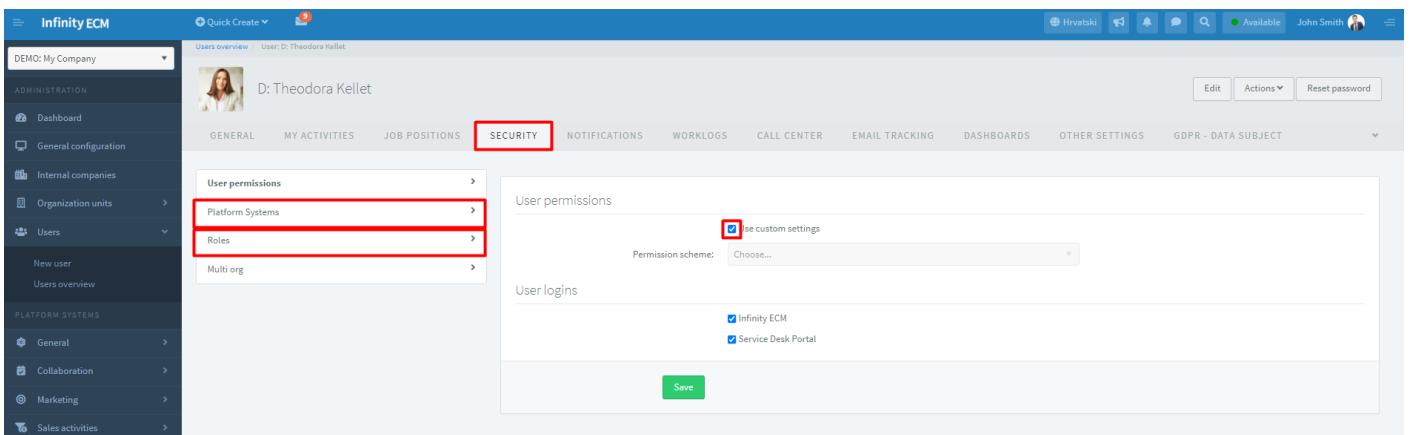 Infinity ECM
Quick Create
9
Hrvatski
Available
John Smith
DEMO: My Company
ADMINISTRATION
Dashboard
General configuration
Internal companies
Organization units
Users
New user
Users overview
PLATFORM SYSTEMS
General
Collaboration
Marketing
Sales activities
Users overview / User: D: Theodora Kellet
D: Theodora Kellet
Edit
Actions
Reset password
GENERAL
MY ACTIVITIES
JOB POSITIONS
SECURITY
NOTIFICATIONS
WORKLOGS
CALL CENTER
EMAIL TRACKING
DASHBOARDS
OTHER SETTINGS
GDPR - DATA SUBJECT
User permissions
Platform Systems
Roles
Multi org
User permissions
Use custom settings
Permission scheme:
Choose...
User logins
Infinity ECM
Service Desk Portal
Save